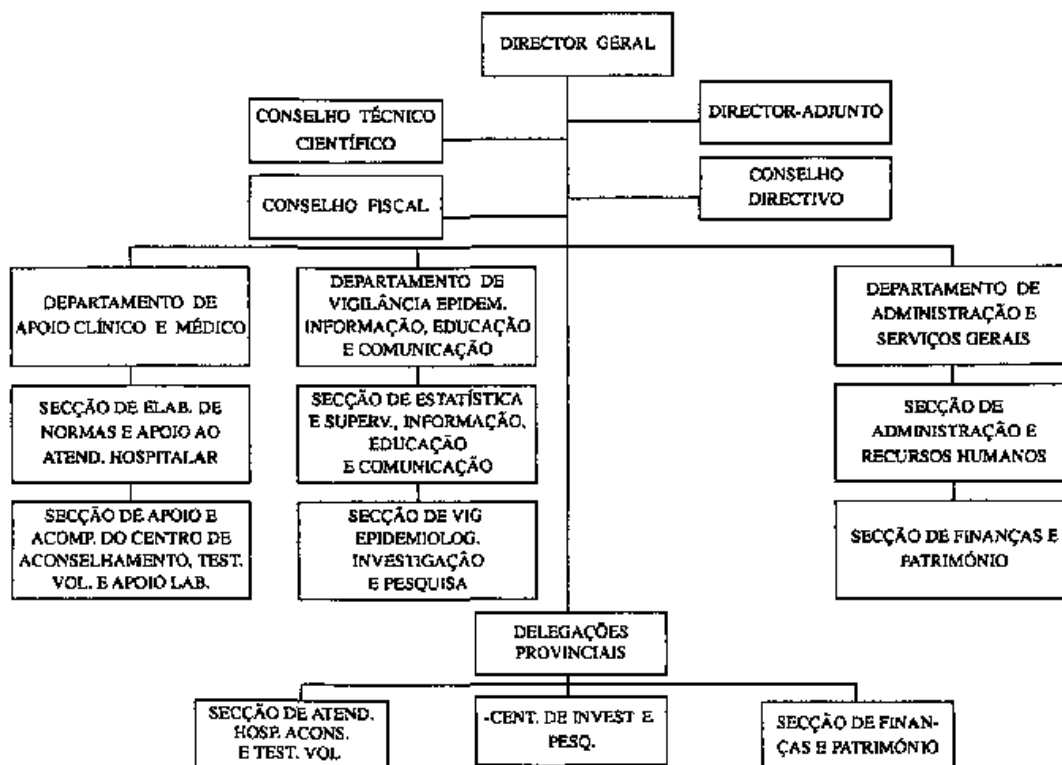 DIRECTOR GERAL
CONSELHO TÉCNICO
CIENTÍFICO
DIRECTOR-ADJUNTO
CONSELHO FISCAL
CONSELHO
DIRECTIVO
DEPARTAMENTO DE
APOIO CLÍNICO E MÉDICO
DEPARTAMENTO DE
VIGILÂNCIA EPIDEM.
INFORMAÇÃO, EDUCAÇÃO
E COMUNICAÇÃO
DEPARTAMENTO DE
ADMINISTRAÇÃO E
SERVIÇOS GERAIS
SECÇÃO DE ELAB. DE
NORMAS E APOIO AO
ATEND. HOSPITALAR
SECÇÃO DE ESTATÍSTICA
E SUPERV., INFORMAÇÃO,
EDUCAÇÃO
E COMUNICAÇÃO
SECÇÃO DE
ADMINISTRAÇÃO E
RECURSOS HUMANOS
SECÇÃO DE APOIO E
ACOMP. DO CENTRO DE
ACONSELHAMENTO, TEST.
VOL. E APOIO LAB.
SECÇÃO DE VIG
EPIDEMIOLOG.
INVESTIGAÇÃO
E PESQUISA
SECÇÃO DE FINANÇAS E
PATRIMÓNIO
DELEGAÇÕES
PROVINCIAIS
SECÇÃO DE ATEND.
HOSP. ACONS.
E TEST. VOL
-CENT. DE INVEST E
PESQ.
SECÇÃO DE FINAN-
ÇAS E PATRIMÓNIO